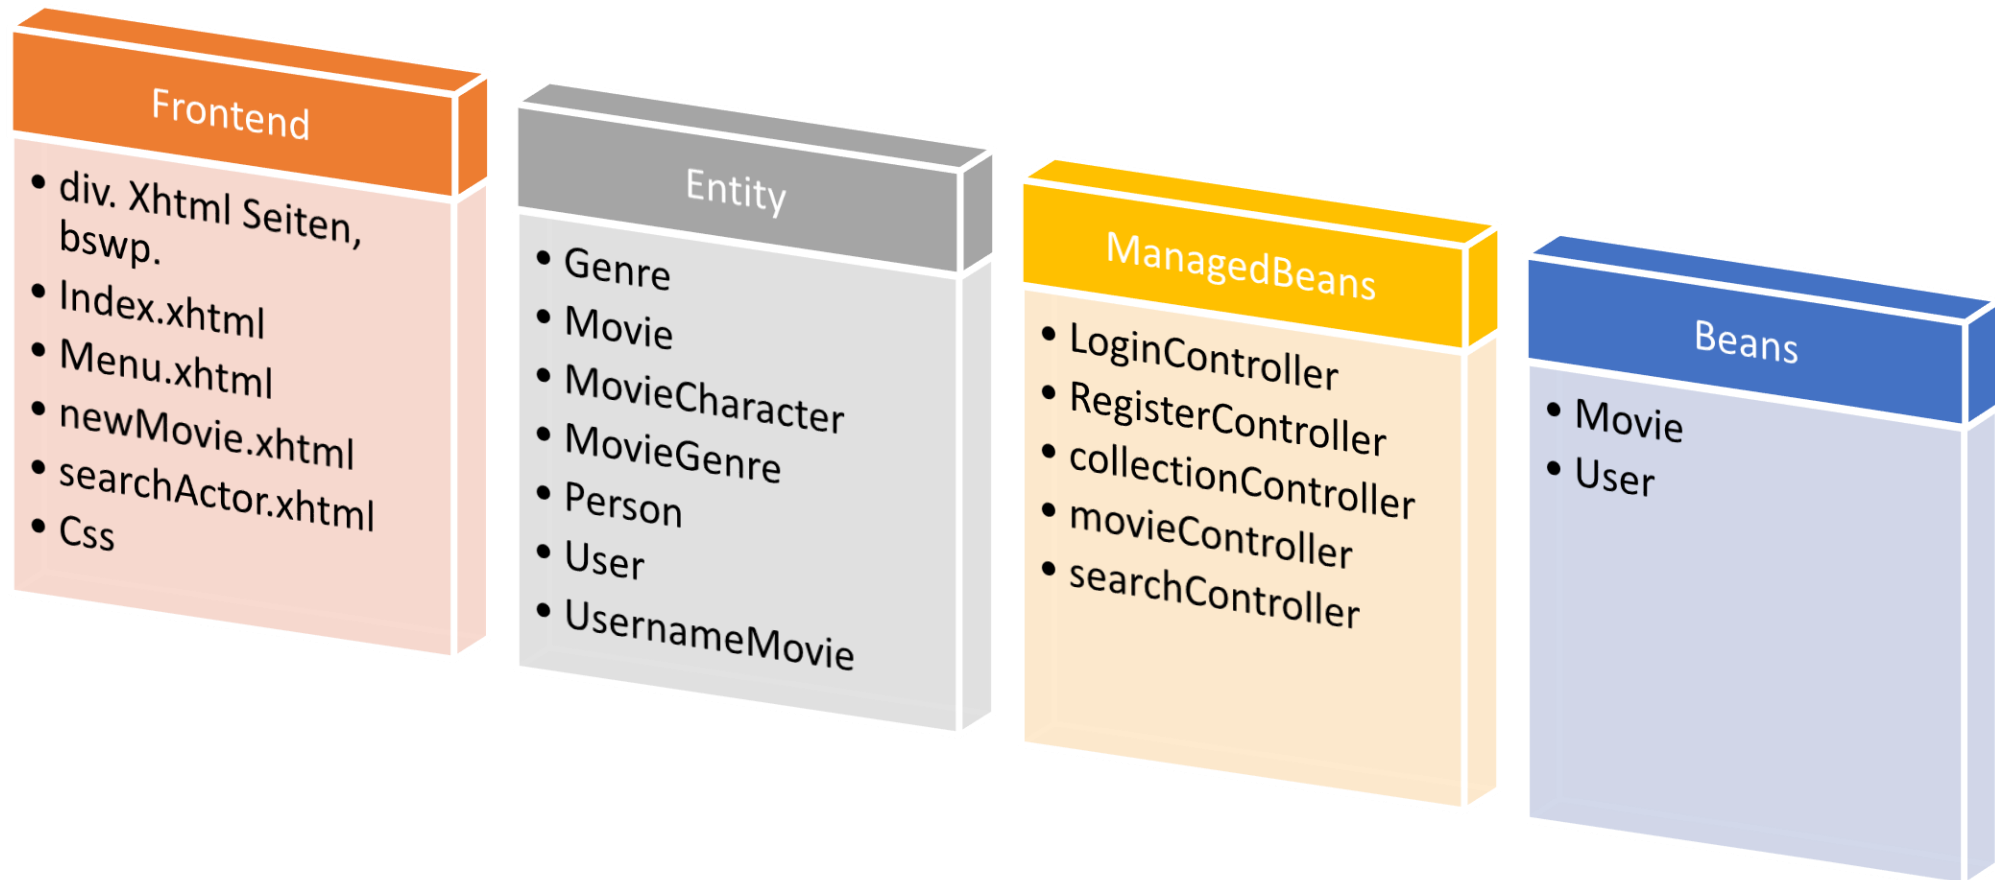 Frontend
• div. Xhtml Seiten,
bswp.
• Index.xhtml
• Menu.xhtml
• newMovie.xhtml
• searchActor.xhtml
• Css
Entity
• Genre
• Movie
• MovieCharacter
• MovieGenre
• Person
• User
• UsernameMovie
ManagedBeans
• LoginController
• RegisterController
• collectionController
• movieController
• searchController
Beans
• Movie
• User